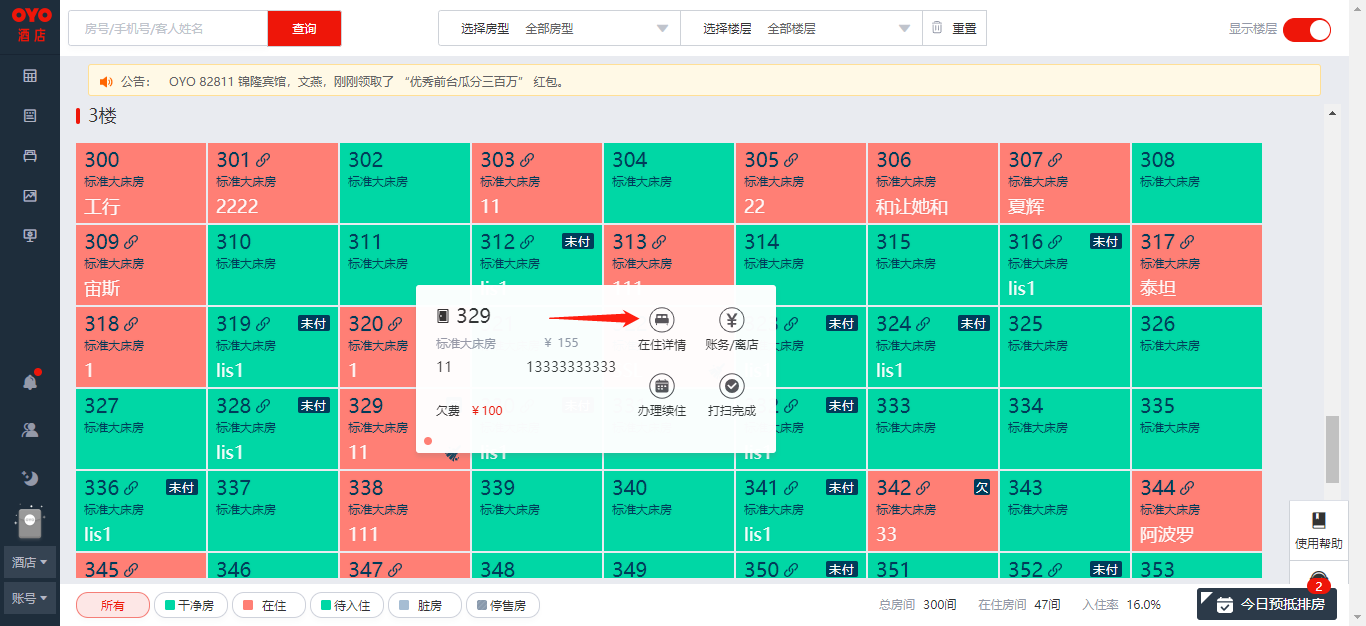 OYO
酒店
房号/手机号/客人姓名
查询
选择房型 全部房型
选择楼层 全部楼层
重置
显示楼层
公告： OYO 82811 锦隆宾馆，文燕，刚刚领取了 “优秀前台瓜分三百万” 红包。
3楼
300
标准大床房
工行
301
标准大床房
2222
302
标准大床房
303
标准大床房
11
304
标准大床房
305
标准大床房
22
306
标准大床房
和让她和
307
标准大床房
夏辉
308
标准大床房
309
标准大床房
宙斯
310
标准大床房
311
标准大床房
312 未付
标准大床房
lis1
313
标准大床房
111
314
标准大床房
315
标准大床房
316 未付
标准大床房
lis1
317
标准大床房
泰坦
318
标准大床房
1
319 未付
标准大床房
lis1
320
标准大床房
1
未付
324 未付
标准大床房
lis1
325
标准大床房
326
标准大床房
329
标准大床房 ¥ 155
11 13333333333
欠费 ¥100
在住详情
账务/离店
办理续住
打扫完成
327
标准大床房
328 未付
标准大床房
lis1
329
标准大床房
11
lis1
未付
lis1
333
标准大床房
334
标准大床房
335
标准大床房
336 未付
标准大床房
lis1
337
标准大床房
338
标准大床房
111
339
标准大床房
340
标准大床房
341 未付
标准大床房
lis1
342 欠
标准大床房
33
343
标准大床房
344
标准大床房
阿波罗
345
346
347
348
349
350 未付
351
352 未付
353
酒店
账号
使用帮助
所有
干净房
在住
待入住
脏房
停售房
总房间 300间
在住房间 47间
入住率 16.0%
2
今日预抵排房